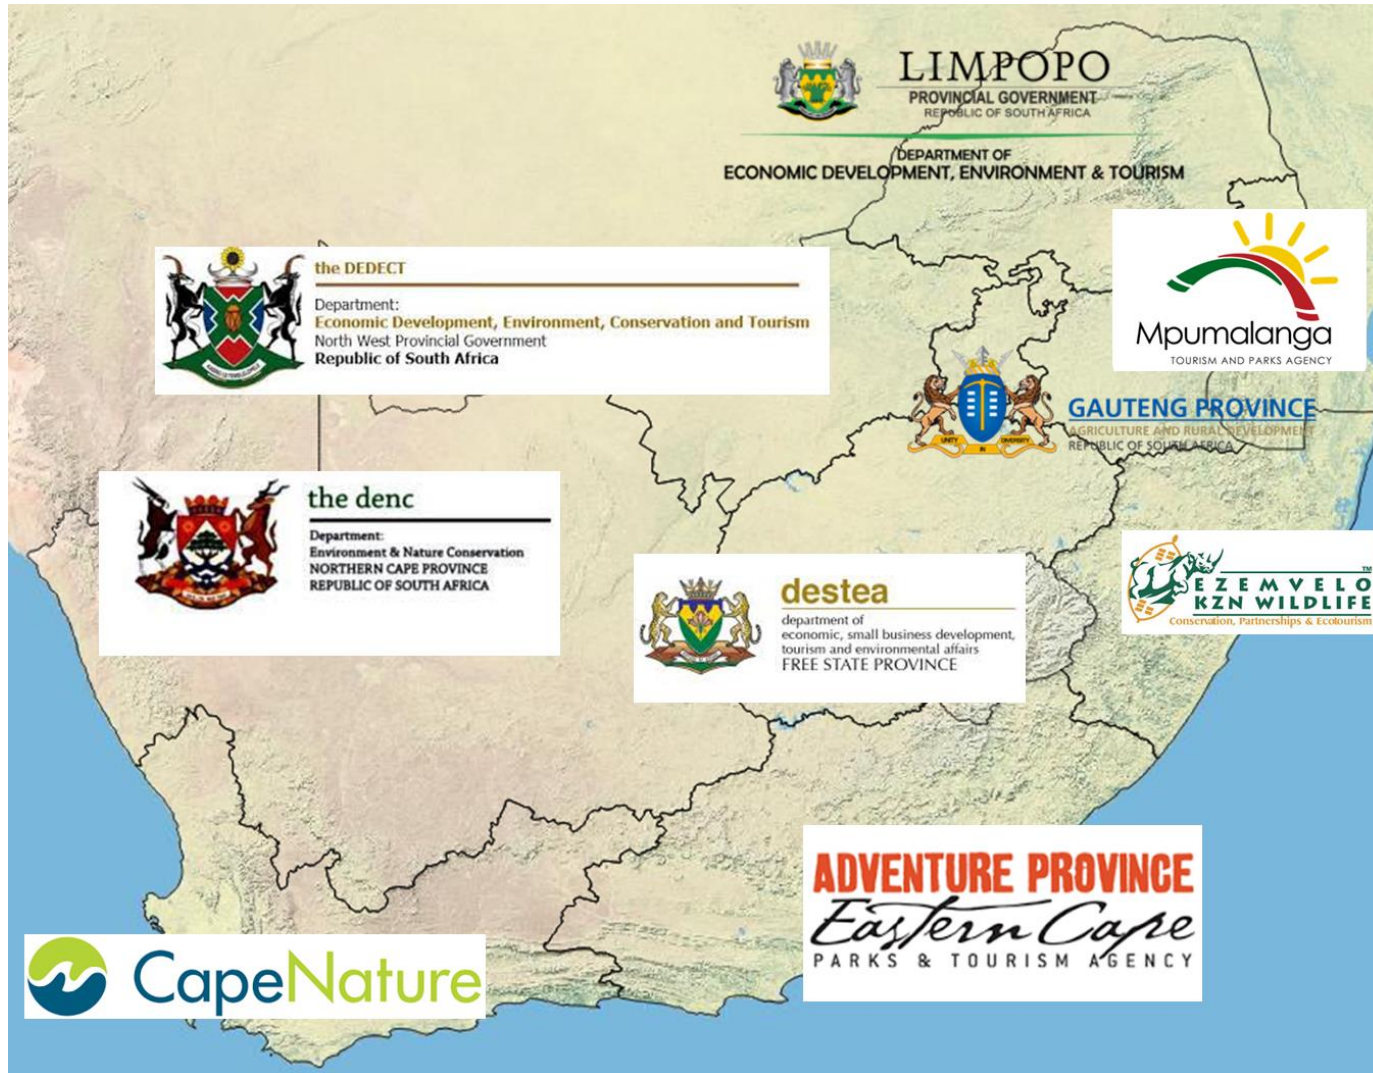 LIMPOPO
PROVINCIAL GOVERNMENT
REPUBLIC OF SOUTH AFRICA
DEPARTMENT OF
ECONOMIC DEVELOPMENT, ENVIRONMENT & TOURISM
Mpumalanga
TOURISM AND PARKS AGENCY
the DEDECT
Department:
Economic Development, Environment, Conservation and Tourism
North West Provincial Government
Republic of South Africa
UNITY
IN
DIVERSITY
GAUTENG PROVINCE
AGRICULTURE AND RURAL DEVELOPMENT
REPUBLIC OF SOUTH AFRICA
the denc
Department:
Environment & Nature Conservation
NORTHERN CAPE PROVINCE
REPUBLIC OF SOUTH AFRICA
EZEMVELO
TM
KZN WILDLIFE
Conservation, Partnerships & Ecotourism
destea
department of
economic, small business development,
tourism and environmental affairs
FREE STATE PROVINCE
ADVENTURE PROVINCE
Eastern Cape
PARKS & TOURISM AGENCY
CapeNature